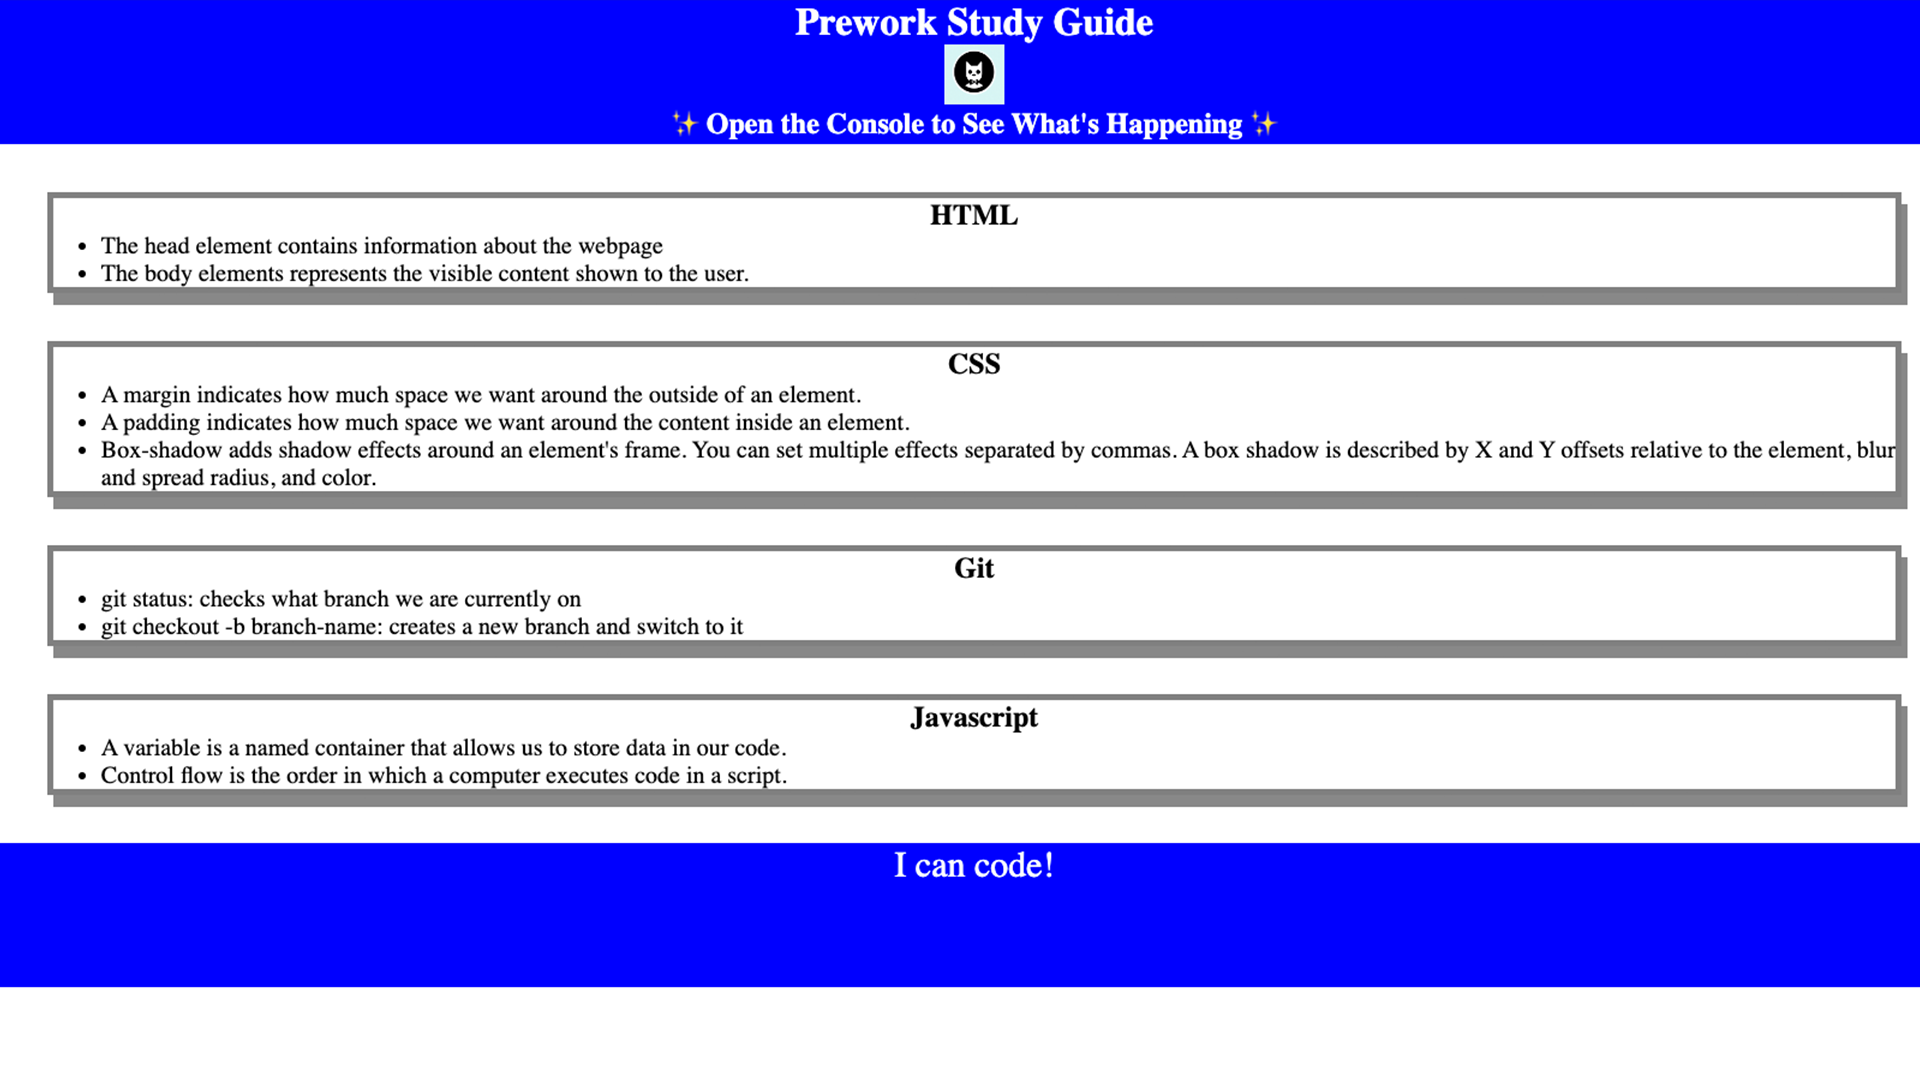 Prework Study Guide
✨ Open the Console to See What's Happening ✨
HTML
• The head element contains information about the webpage
• The body elements represents the visible content shown to the user.
CSS
• A margin indicates how much space we want around the outside of an element.
• A padding indicates how much space we want around the content inside an element.
• Box-shadow adds shadow effects around an element's frame. You can set multiple effects separated by commas. A box shadow is described by X and Y offsets relative to the element, blur
and spread radius, and color.
Git
• git status: checks what branch we are currently on
• git checkout -b branch-name: creates a new branch and switch to it
Javascript
• A variable is a named container that allows us to store data in our code.
• Control flow is the order in which a computer executes code in a script.
I can code!